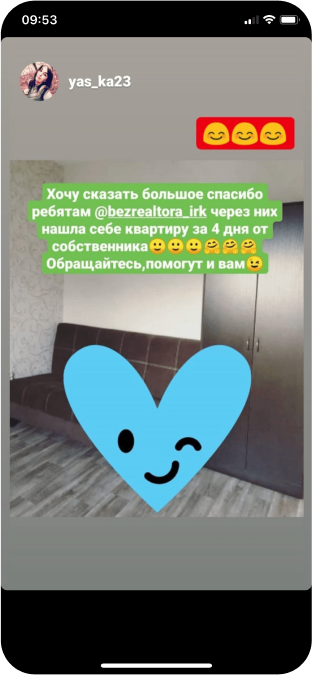 09:53
yas_ka23
😊😊😊
Хочу сказать большое спасибо
ребятам @bezrealtora_irk через них
нашла себе квартиру за 4 дня от
собственника🙂🙂🙂🤗🤗🤗
Обращайтесь,помогут и вам😉